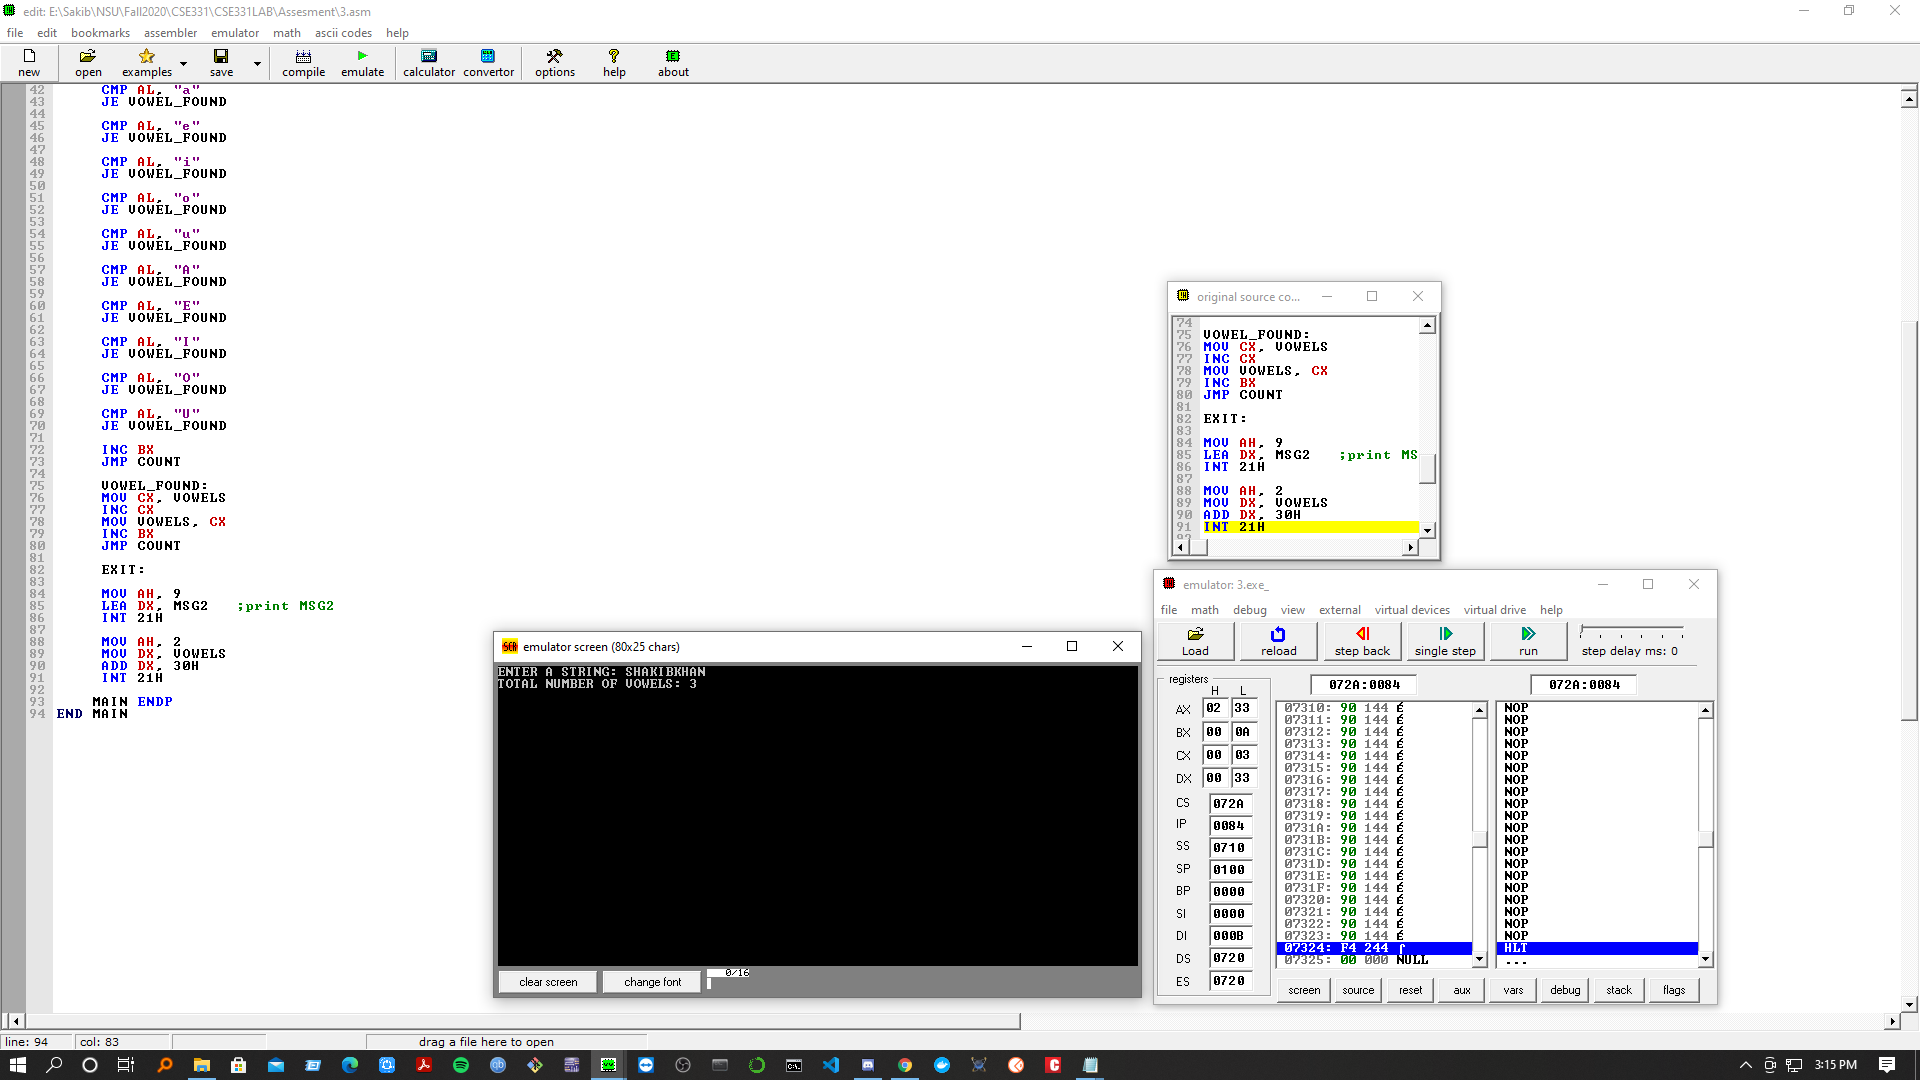 edit: E:\Sakib\NSU\Fall2020\CSE331\CSE331LAB\Assesment\3.asm
file edit bookmarks assembler emulator math ascii codes help
new open examples save compile emulate calculator convertor options help about
42 CMP AL, "a"
43 JE VOWEL_FOUND
44
45 CMP AL, "e"
46 JE VOWEL_FOUND
47
48 CMP AL, "i"
49 JE VOWEL_FOUND
50
51 CMP AL, "o"
52 JE VOWEL_FOUND
53
54 CMP AL, "u"
55 JE VOWEL_FOUND
56
57 CMP AL, "A"
58 JE VOWEL_FOUND
59
60 CMP AL, "E"
61 JE VOWEL_FOUND
62
63 CMP AL, "I"
64 JE VOWEL_FOUND
65
66 CMP AL, "O"
67 JE VOWEL_FOUND
68
69 CMP AL, "U"
70 JE VOWEL_FOUND
71
72 INC BX
73 JMP COUNT
74
75 VOWEL_FOUND:
76 MOV CX, VOWELS
77 INC CX
78 MOV VOWELS, CX
79 INC BX
80 JMP COUNT
81
82 EXIT:
83
84 MOV AH, 9
85 LEA DX, MSG2 ;print MSG2
86 INT 21H
87
88 MOV AH, 2
89 MOV DX, VOWELS
90 ADD DX, 30H
91 INT 21H
92
93 MAIN ENDP
94 END MAIN
original source co...
74
75 VOWEL_FOUND:
76 MOV CX, VOWELS
77 INC CX
78 MOV VOWELS, CX
79 INC BX
80 JMP COUNT
81
82 EXIT:
83
84 MOV AH, 9
85 LEA DX, MSG2 ;print MS
86 INT 21H
87
88 MOV AH, 2
89 MOV DX, VOWELS
90 ADD DX, 30H
91 INT 21H
92
emulator screen (80x25 chars)
ENTER A STRING: SHAKIBKHAN
TOTAL NUMBER OF VOWELS: 3
clear screen change font 0/16
emulator: 3.exe_
file math debug view external virtual devices virtual drive help
Load reload step back single step run step delay ms: 0
registers 072A:0084 072A:0084
H L
AX 02 33
BX 00 0A
CX 00 03
DX 00 33
CS 072A
IP 0084
SS 0710
SP 0100
BP 0000
SI 0000
DI 000B
DS 0720
ES 0720
07310: 90 144 É NOP
07311: 90 144 É NOP
07312: 90 144 É NOP
07313: 90 144 É NOP
07314: 90 144 É NOP
07315: 90 144 É NOP
07316: 90 144 É NOP
07317: 90 144 É NOP
07318: 90 144 É NOP
07319: 90 144 É NOP
0731A: 90 144 É NOP
0731B: 90 144 É NOP
0731C: 90 144 É NOP
0731D: 90 144 É NOP
0731E: 90 144 É NOP
0731F: 90 144 É NOP
07320: 90 144 É NOP
07321: 90 144 É NOP
07322: 90 144 É NOP
07323: 90 144 É NOP
07324: F4 244 ⌠ HLT
07325: 00 000 NULL ...
screen source reset aux vars debug stack flags
line: 94 col: 83 drag a file here to open
3:15 PM